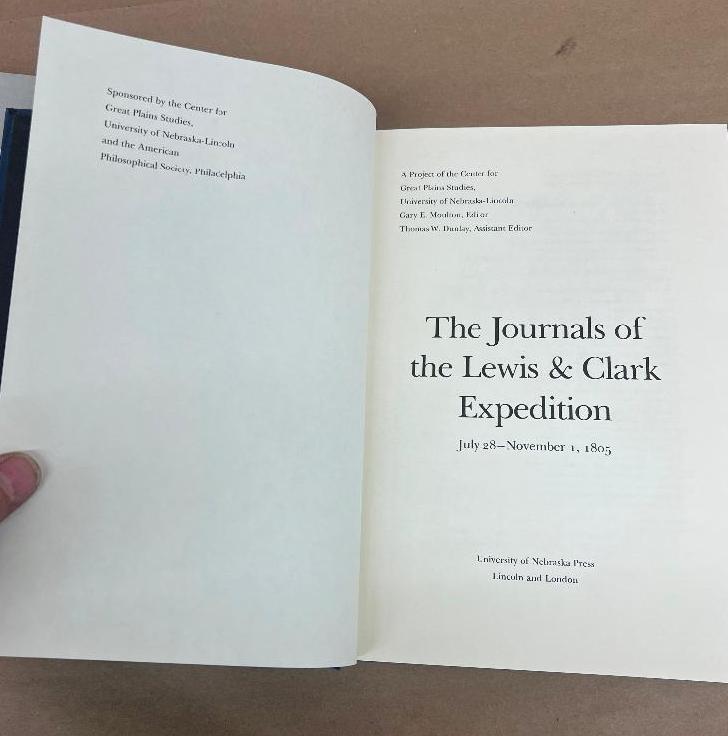 Sponsored by the Center for
Great Plains Studies,
University of Nebraska-Lincoln
and the American
Philosophical Society, Philadelphia
A Project of the Center for
Great Plains Studies,
University of Nebraska-Lincoln
Gary E. Moulton, Editor
Thomas W. Dunlay, Assistant Editor
The Journals of
the Lewis & Clark
Expedition
July 28–November 1, 1805
University of Nebraska Press
Lincoln and London